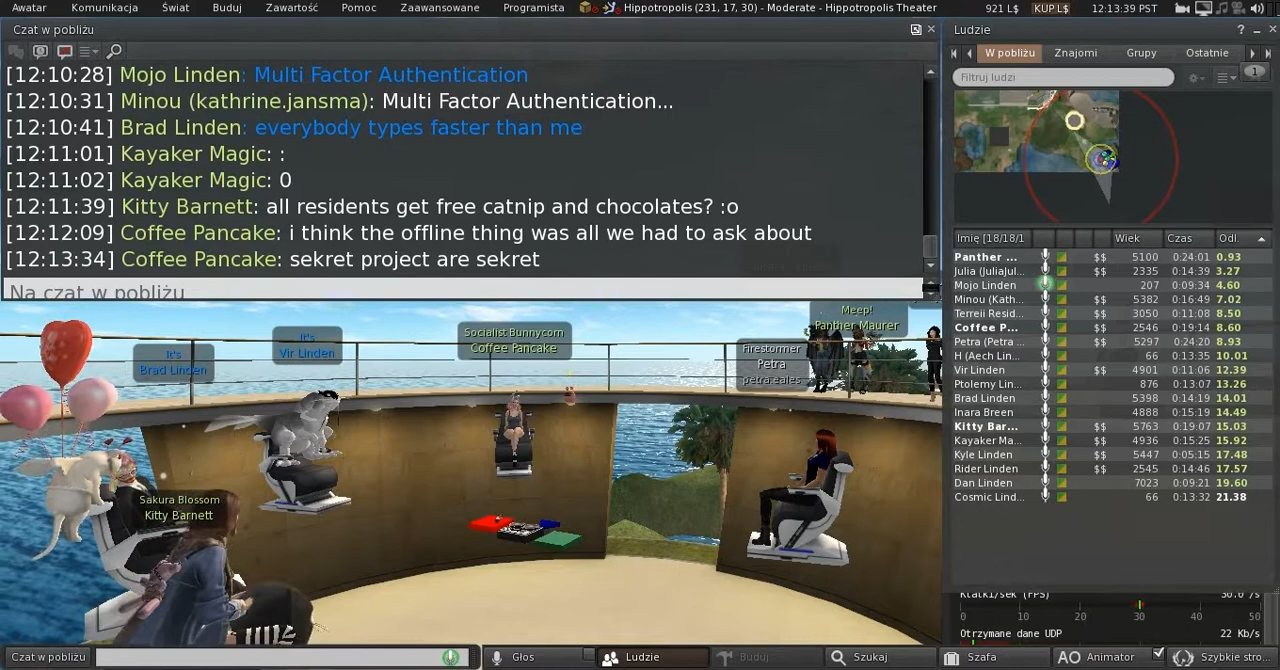 Awatar Komunikacja Świat Buduj Zawartość Pomoc Zaawansowane Programista Hippotropolis (231, 17, 30) - Moderate - Hippotropolis Theater 921 L$ KUP L$ 12:13:39 PST
Czat w pobliżu
[12:10:28] Mojo Linden: Multi Factor Authentication
[12:10:31] Minou (kathrine.jansma): Multi Factor Authentication...
[12:10:41] Brad Linden: everybody types faster than me
[12:11:01] Kayaker Magic: :
[12:11:02] Kayaker Magic: 0
[12:11:39] Kitty Barnett: all residents get free catnip and chocolates? :o
[12:12:09] Coffee Pancake: i think the offline thing was all we had to ask about
[12:13:34] Coffee Pancake: sekret project are sekret
Na czat w pobliżu
Ludzie
? _ ×
W pobliżu Znajomi Grupy Ostatnie
Filtruj ludzi
1
Imię [18/18/1 Wiek Czas Odl.
Panther ... $$ 5100 0:24:01 0.93
Julia (JuliaJul... $$ 2335 0:14:39 3.27
Mojo Linden 207 0:09:34 4.60
Minou (Kath... $$ 5382 0:16:49 7.02
Terreii Resid... $$ 3050 0:11:08 8.50
Coffee P... $$ 2546 0:19:14 8.60
Petra (Petra ... $$ 5297 0:24:20 8.93
H (Aech Lin... 66 0:13:35 10.01
Vir Linden $$ 4901 0:11:06 12.39
Ptolemy Lin... 876 0:13:07 13.26
Brad Linden 5398 0:14:19 14.01
Inara Breen 4888 0:15:19 14.49
Kitty Bar... $$ 5763 0:19:07 15.03
Kayaker Ma... $$ 4936 0:15:25 15.92
Kyle Linden $$ 5447 0:05:15 17.48
Rider Linden $$ 2545 0:14:46 17.57
Dan Linden 7023 0:09:21 19.60
Cosmic Lind... 66 0:13:32 21.38
Klatki/sek (FPS) 30.0 /s
0 10 20 30 40 50
Otrzymane dane UDP 22 Kb/s
It's
Brad Linden
It's
Vir Linden
Socialist Bunnycorn
Coffee Pancake
Meep!
Panther Maurer
Firestormer
Petra
petra.eales
Sakura Blossom
Kitty Barnett
Czat w pobliżu Głos Ludzie Buduj Szukaj Szafa AO Animator Szybkie stro...